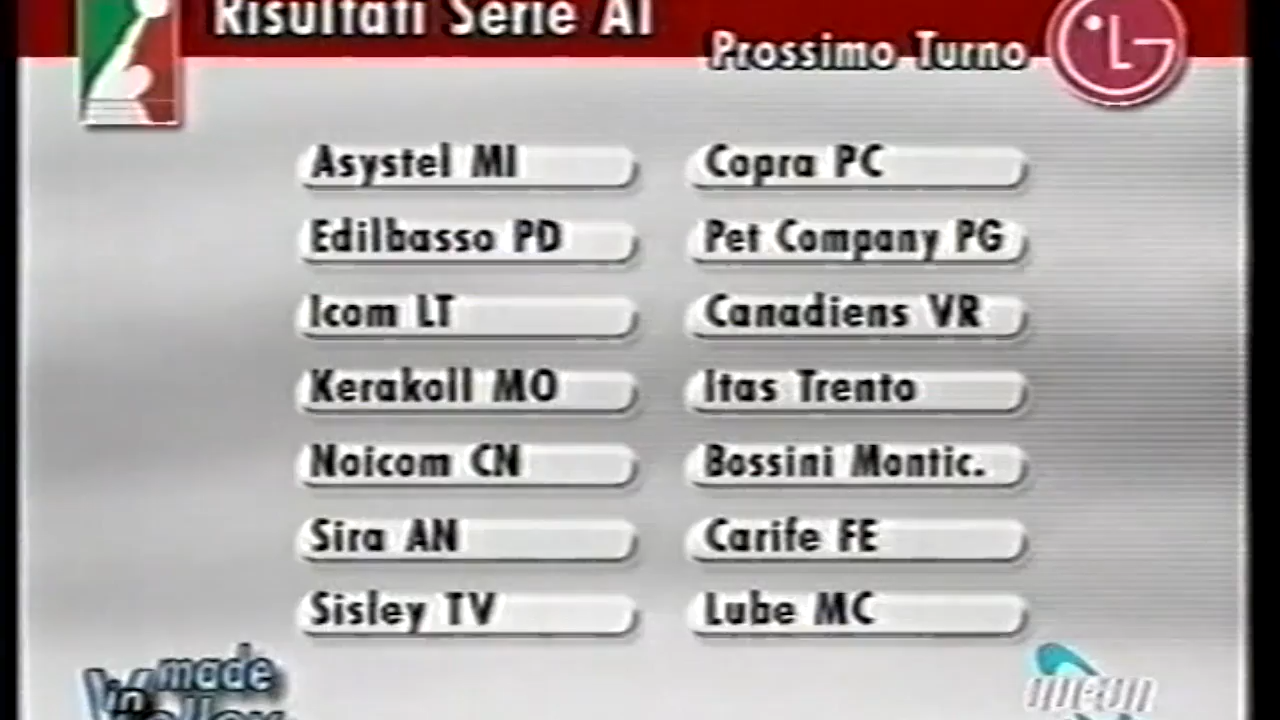 Risultati Serie A1
Prossimo Turno
LG
Asystel MI Copra PC
Edilbasso PD Pet Company PG
Icom LT Canadiens VR
Kerakoll MO Itas Trento
Noicom CN Bossini Montic.
Sira AN Carife FE
Sisley TV Lube MC
made
in
volley